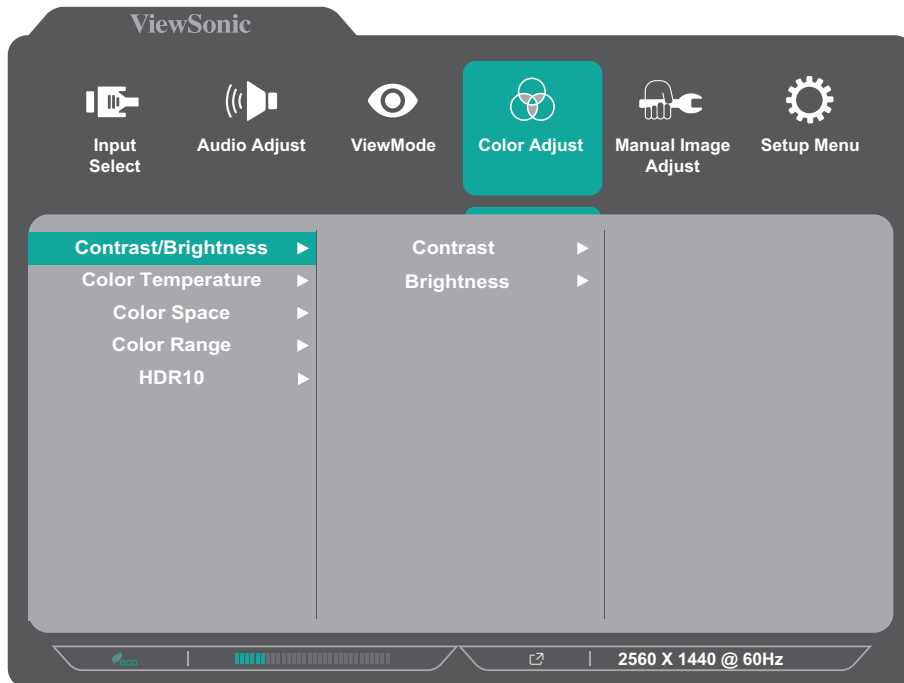 ViewSonic
Input
Select
Audio Adjust
ViewMode
Color Adjust
Manual Image
Adjust
Setup Menu
Contrast/Brightness
Color Temperature
Color Space
Color Range
HDR10
Contrast
Brightness
eco
2560 X 1440 @ 60Hz